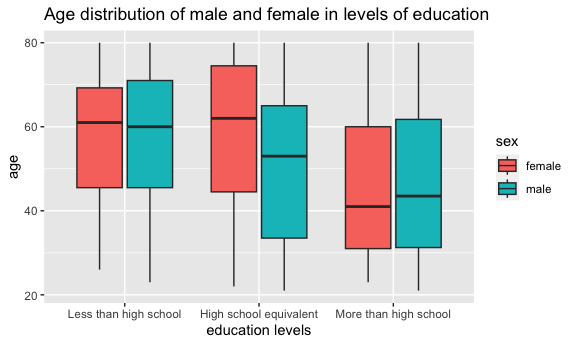 Age distribution of male and female in levels of education
80
60
40
20
age
Less than high school
High school equivalent
More than high school
education levels
sex
female
male